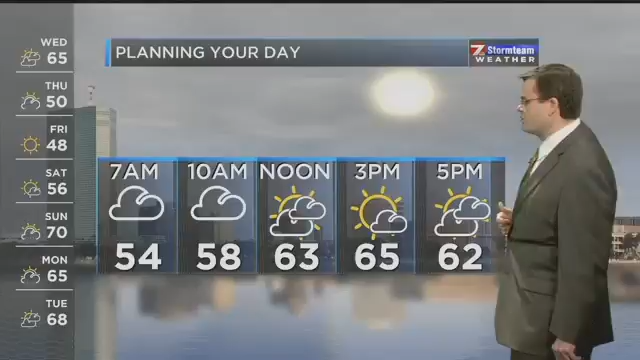 WED
65
THU
50
FRI
48
SAT
56
SUN
70
MON
65
TUE
68
PLANNING YOUR DAY
7 Stormteam
WEATHER
7AM 10AM NOON 3PM 5PM
54 58 63 65 62